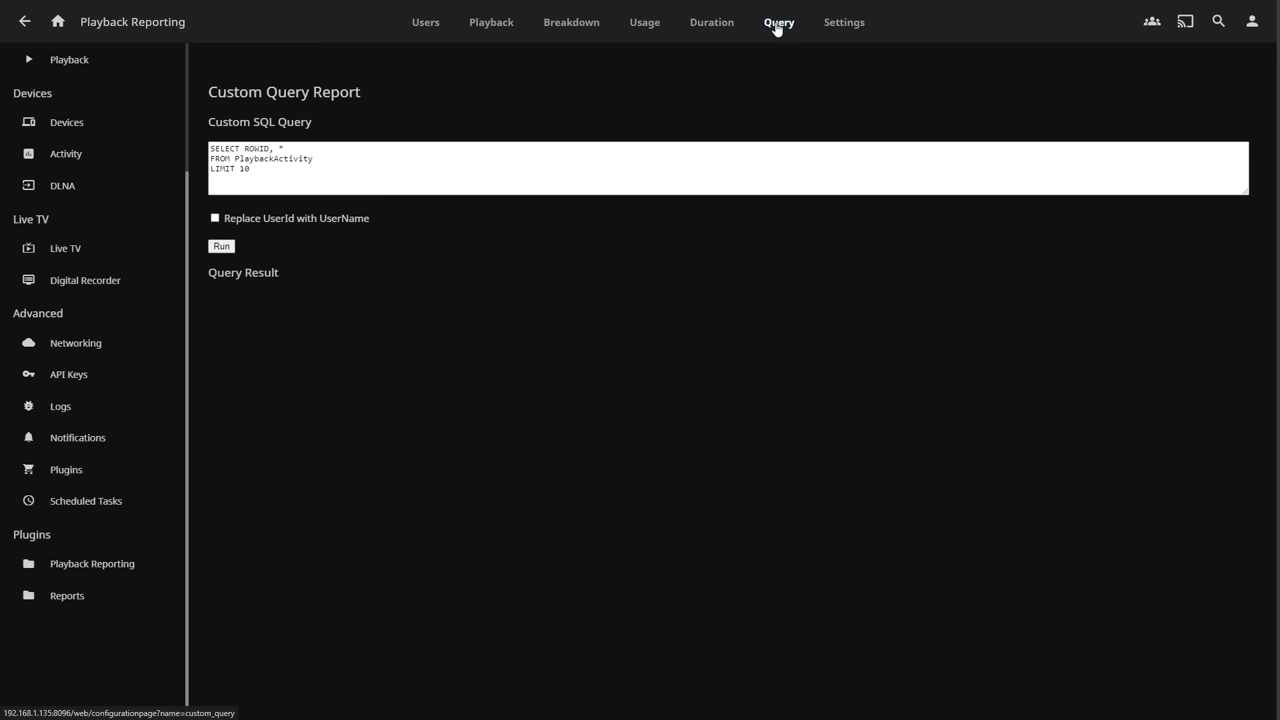 Playback Reporting
Users
Playback
Breakdown
Usage
Duration
Query
Settings
Playback
Devices
Devices
Activity
DLNA
Live TV
Live TV
Digital Recorder
Advanced
Networking
API Keys
Logs
Notifications
Plugins
Scheduled Tasks
Plugins
Playback Reporting
Reports
Custom Query Report
Custom SQL Query
SELECT ROWID, *
FROM PlaybackActivity
LIMIT 10
Replace UserId with UserName
Run
Query Result
192.168.1.135:8096/web/configurationpage?name=custom_query